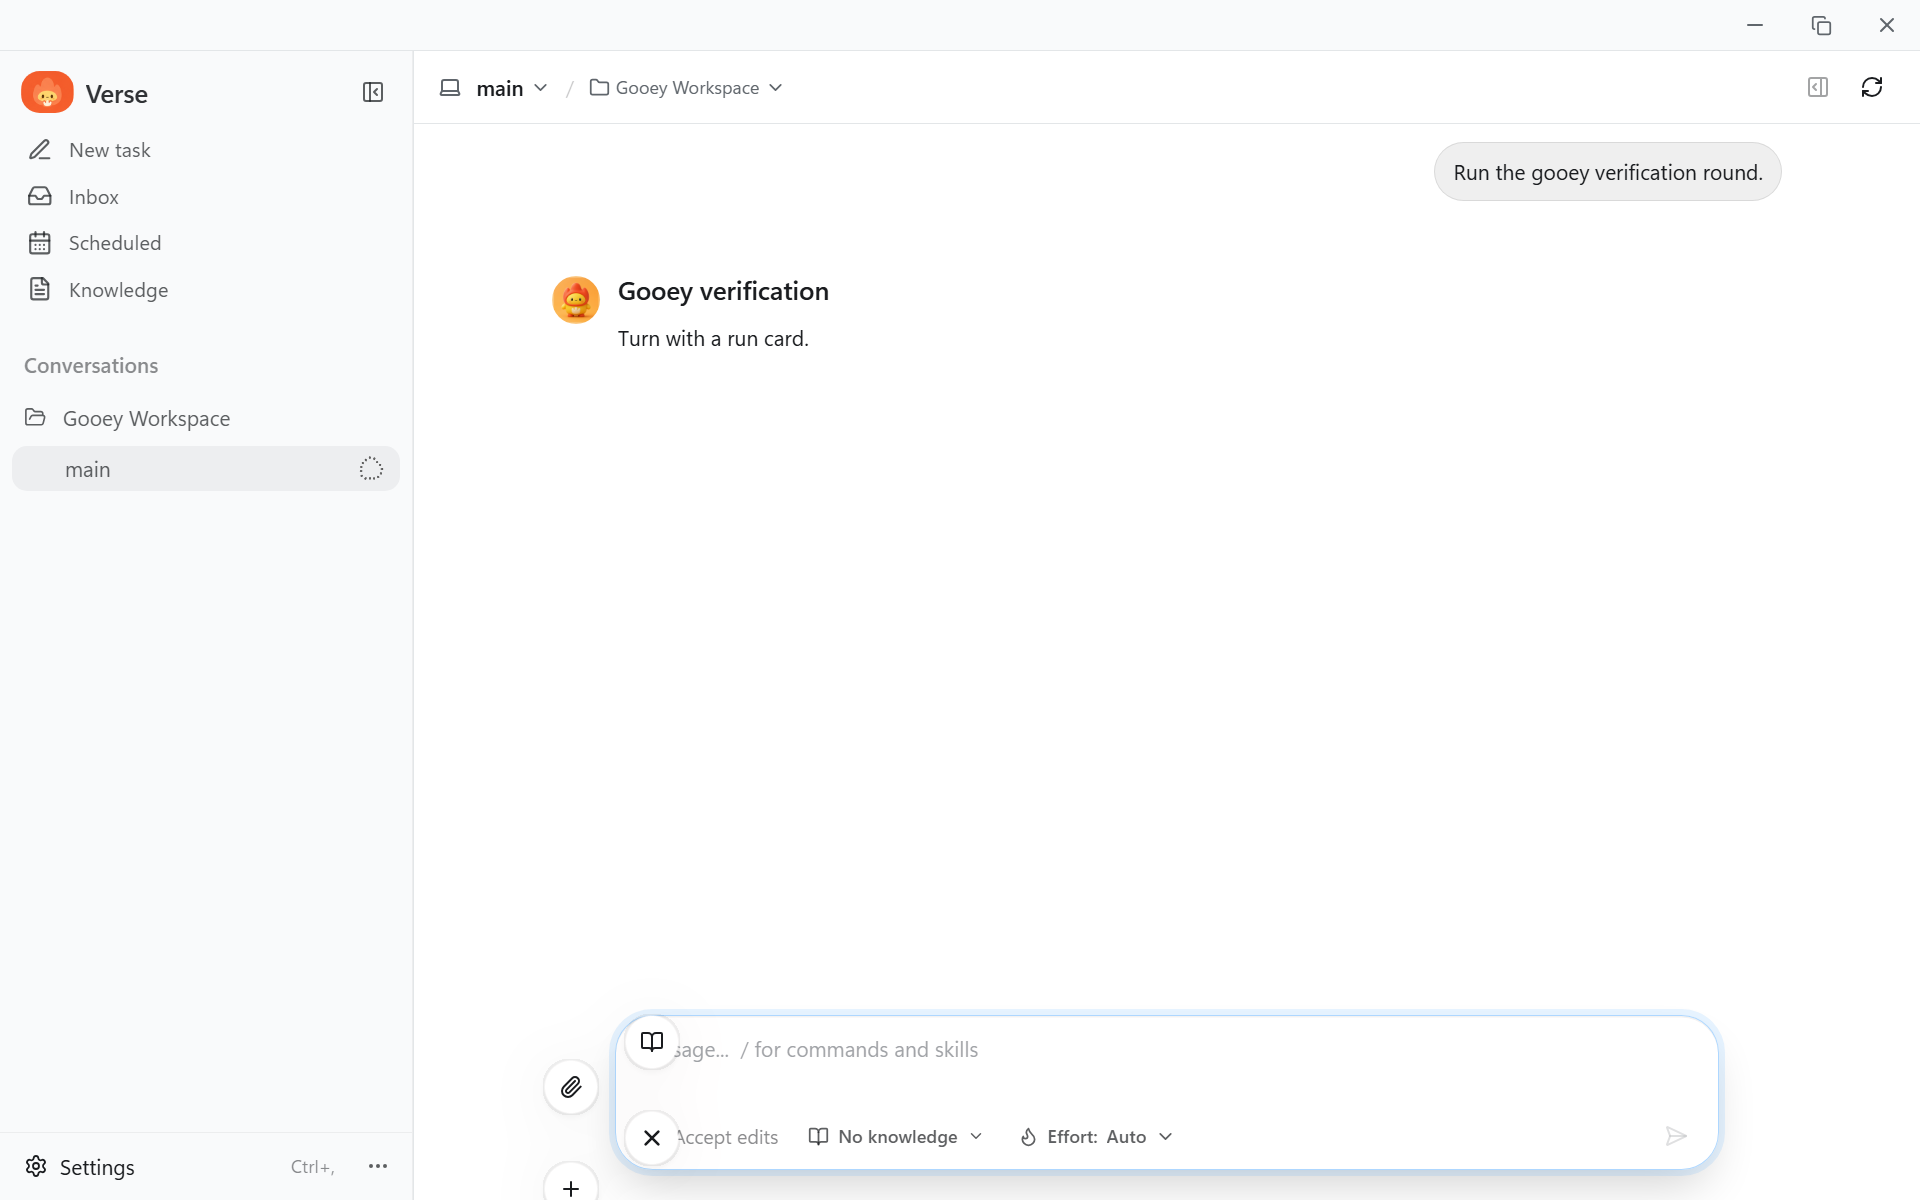 Verse
New task
Inbox
Scheduled
Knowledge
Conversations
Gooey Workspace
main
Settings
Ctrl+,
main / Gooey Workspace
Run the gooey verification round.
Gooey verification
Turn with a run card.
sage... / for commands and skills
Accept edits
No knowledge
Effort: Auto